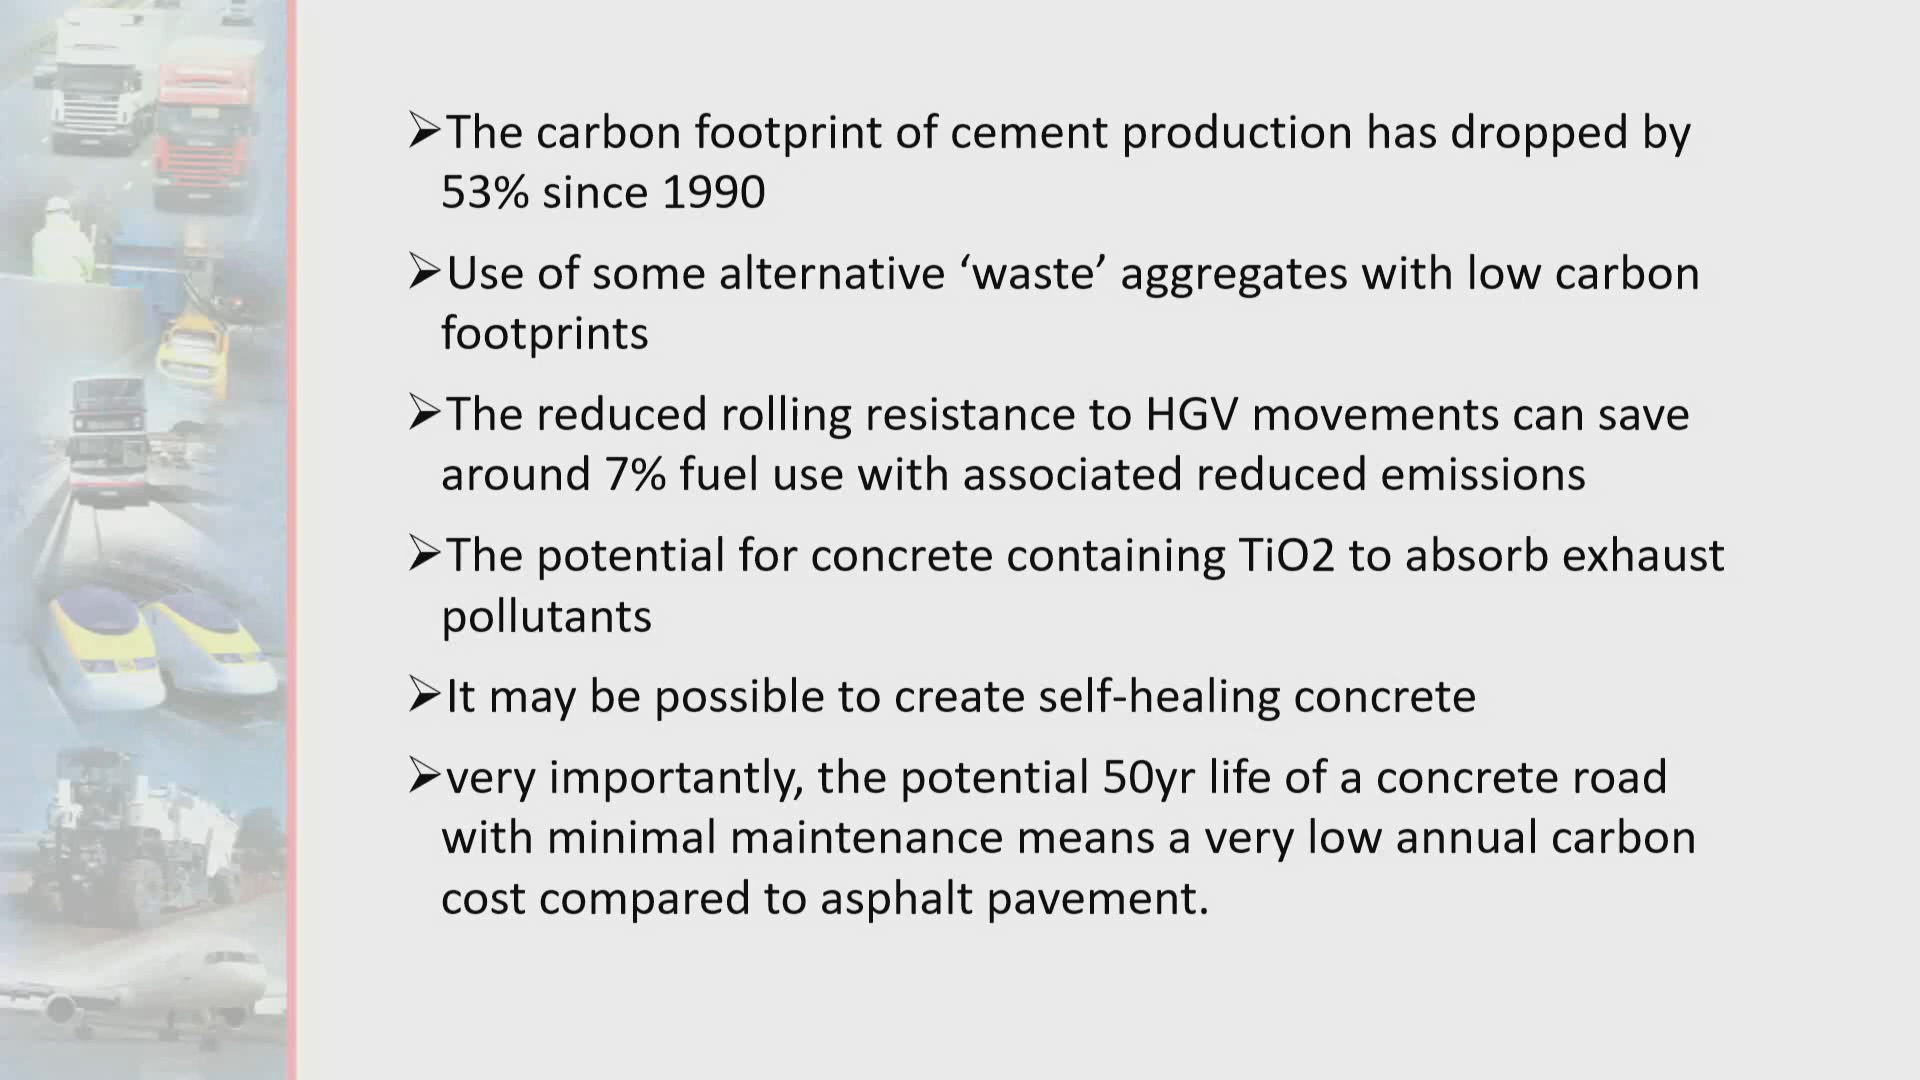 ➢The carbon footprint of cement production has dropped by
53% since 1990
➢Use of some alternative ‘waste’ aggregates with low carbon
footprints
➢The reduced rolling resistance to HGV movements can save
around 7% fuel use with associated reduced emissions
➢The potential for concrete containing TiO2 to absorb exhaust
pollutants
➢It may be possible to create self-healing concrete
➢very importantly, the potential 50yr life of a concrete road
with minimal maintenance means a very low annual carbon
cost compared to asphalt pavement.